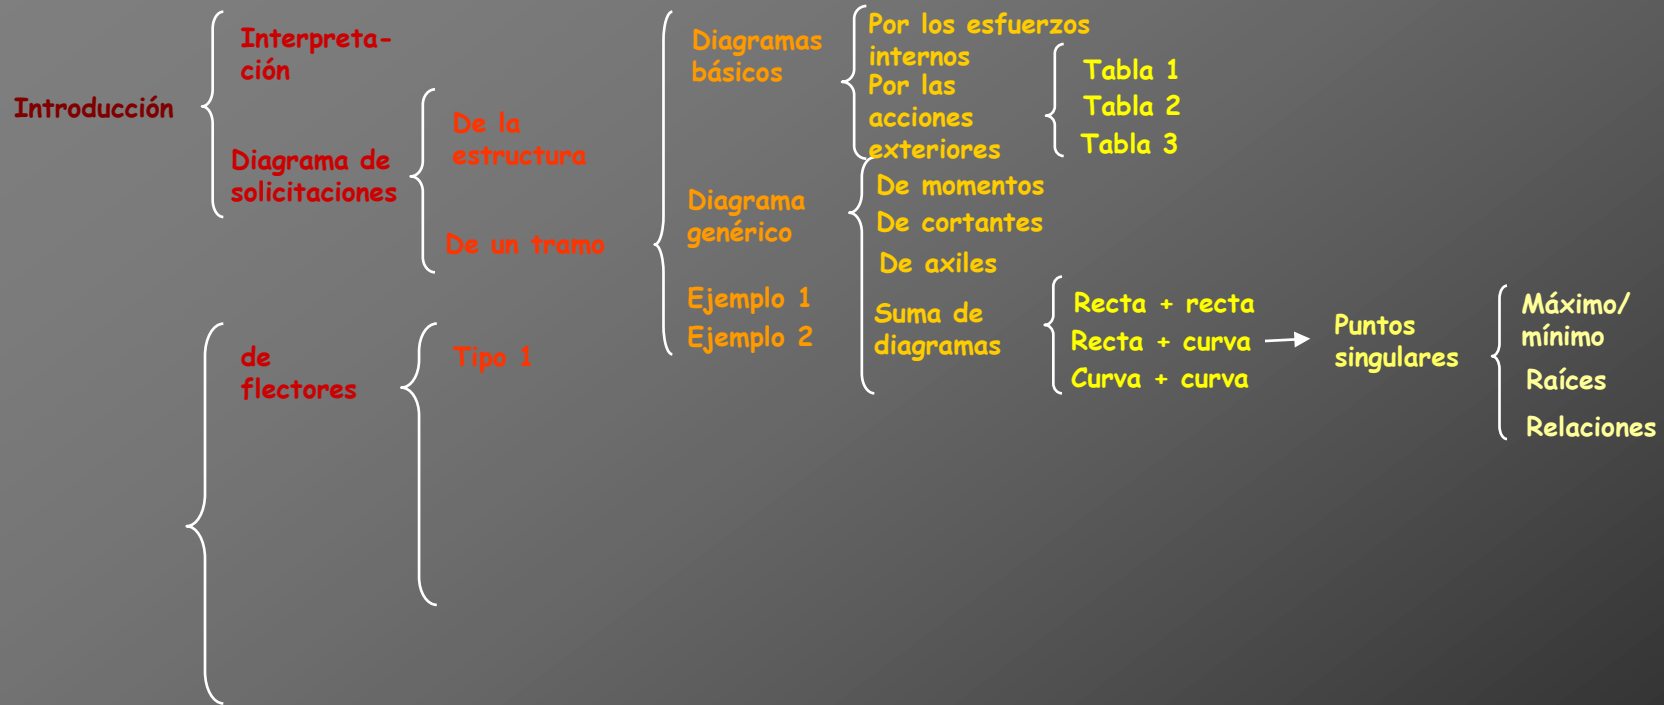 Introducción
Interpreta-
ción
Diagrama de
solicitaciones
De la
estructura
De un tramo
Diagramas
básicos
Por los esfuerzos
internos
Por las
acciones
exteriores
Tabla 1
Tabla 2
Tabla 3
Diagrama
genérico
De momentos
De cortantes
De axiles
Suma de
diagramas
Recta + recta
Recta + curva
Curva + curva
Puntos
singulares
Máximo/
mínimo
Raíces
Relaciones
Ejemplo 1
Ejemplo 2
de
flectores
Tipo 1